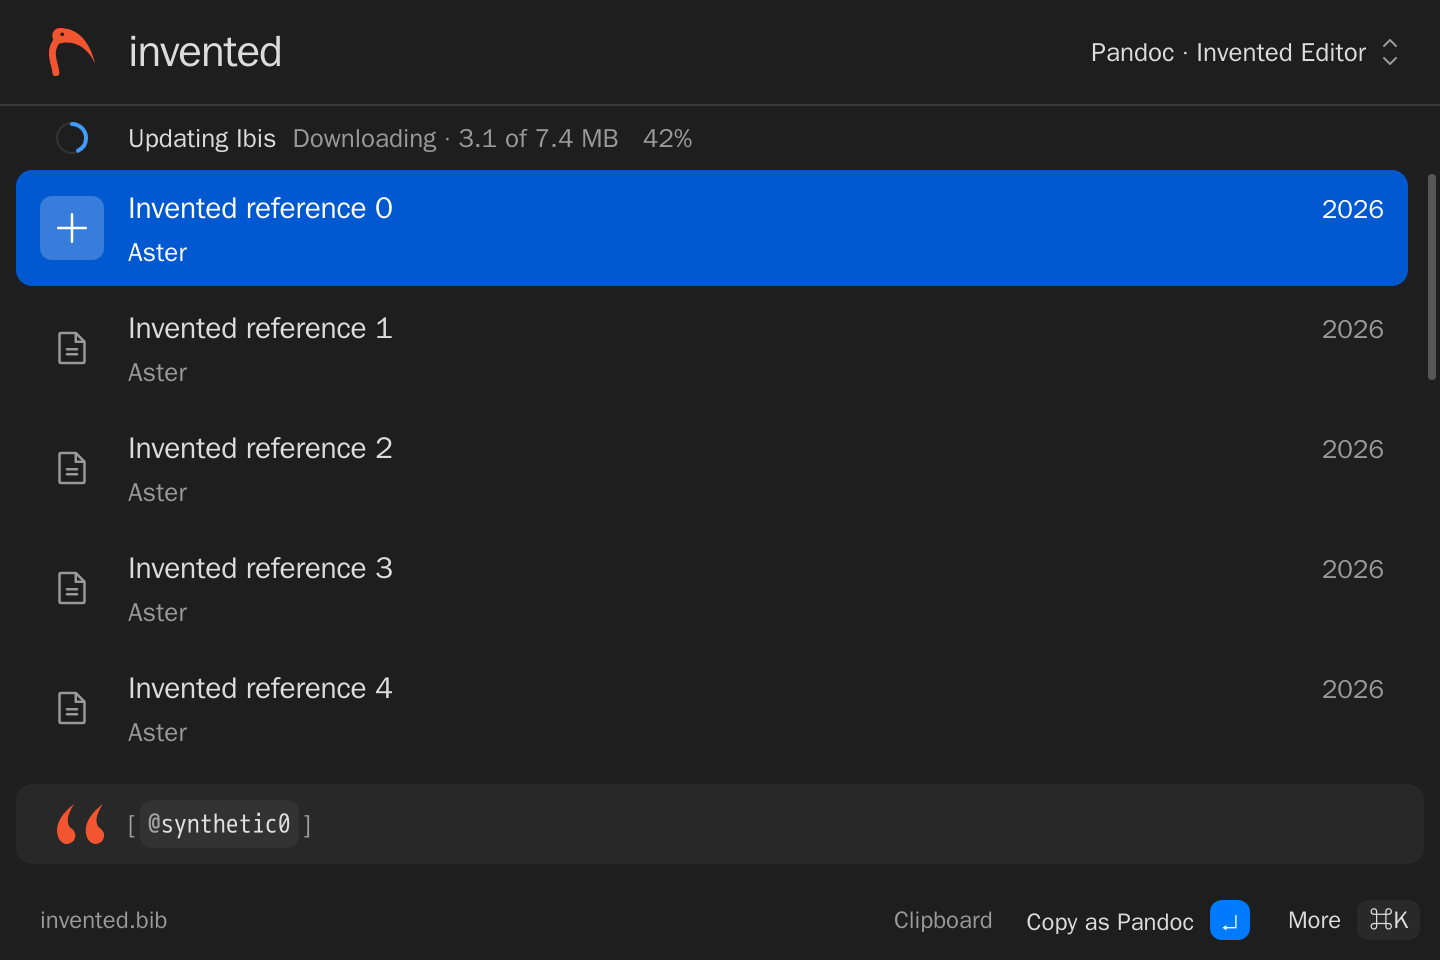 invented
Pandoc · Invented Editor
Updating Ibis Downloading · 3.1 of 7.4 MB 42%
Invented reference 0 2026
Aster
Invented reference 1 2026
Aster
Invented reference 2 2026
Aster
Invented reference 3 2026
Aster
Invented reference 4 2026
Aster
[ @synthetic0 ]
invented.bib Clipboard Copy as Pandoc ↵ More ⌘K